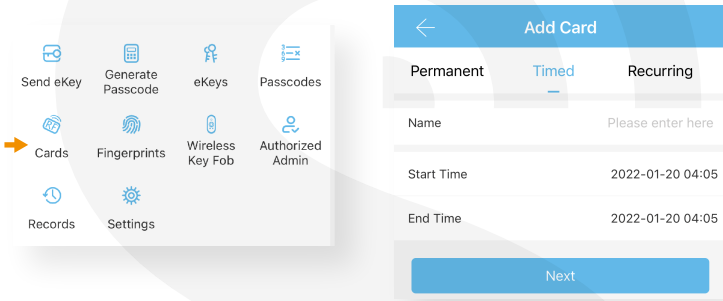 Send eKey
Generate
Passcode
eKeys
Passcodes
RF
Cards
Fingerprints
Wireless
Key Fob
Authorized
Admin
Records
Settings
Add Card
Permanent
Timed
Recurring
Name
Please enter here
Start Time
2022-01-20 04:05
End Time
2022-01-20 04:05
Next